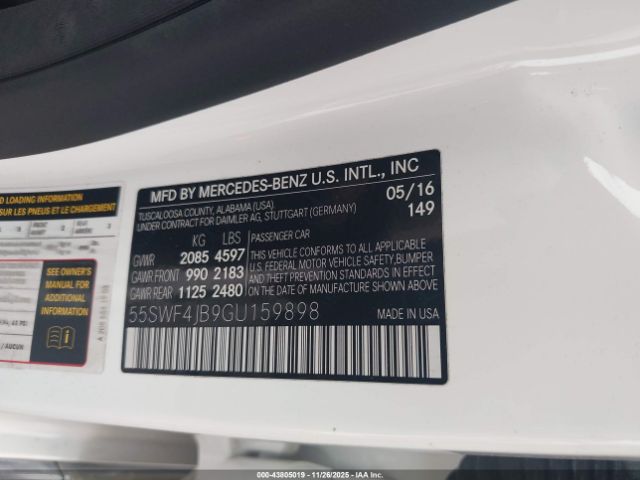 MFD BY MERCEDES-BENZ U.S. INTL., INC
TUSCALOOSA COUNTY, ALABAMA (USA)
UNDER CONTRACT FOR DAIMLER AG, STUTTGART (GERMANY)
05/16
149
KG LBS
GVWR 2085 4597
GAWR FRONT 990 2183
GAWR REAR 1125 2480
PASSENGER CAR
THIS VEHICLE CONFORMS TO ALL APPLICABLE
U.S. FEDERAL MOTOR VEHICLE SAFETY, BUMPER
AND THEFT PREVENTION STANDARDS IN EFFECT
ON THE DATE OF MANUFACTURE SHOWN ABOVE.
55SWF4JB9GU159898
MADE IN USA
LOADING INFORMATION
SUR LES PNEUS ET LE CHARGEMENT
SEE OWNER'S
MANUAL FOR
ADDITIONAL
INFORMATION
/ AUCUN
000-43805019 | 11/26/2025 | IAAI.COM